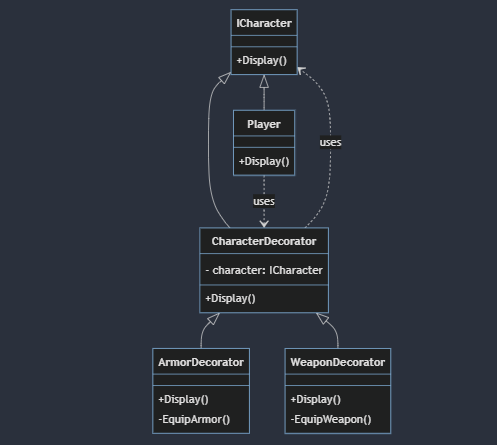 ICharacter
+Display()
Player
+Display()
uses
uses
CharacterDecorator
- character: ICharacter
+Display()
ArmorDecorator
+Display()
-EquipArmor()
WeaponDecorator
+Display()
-EquipWeapon()